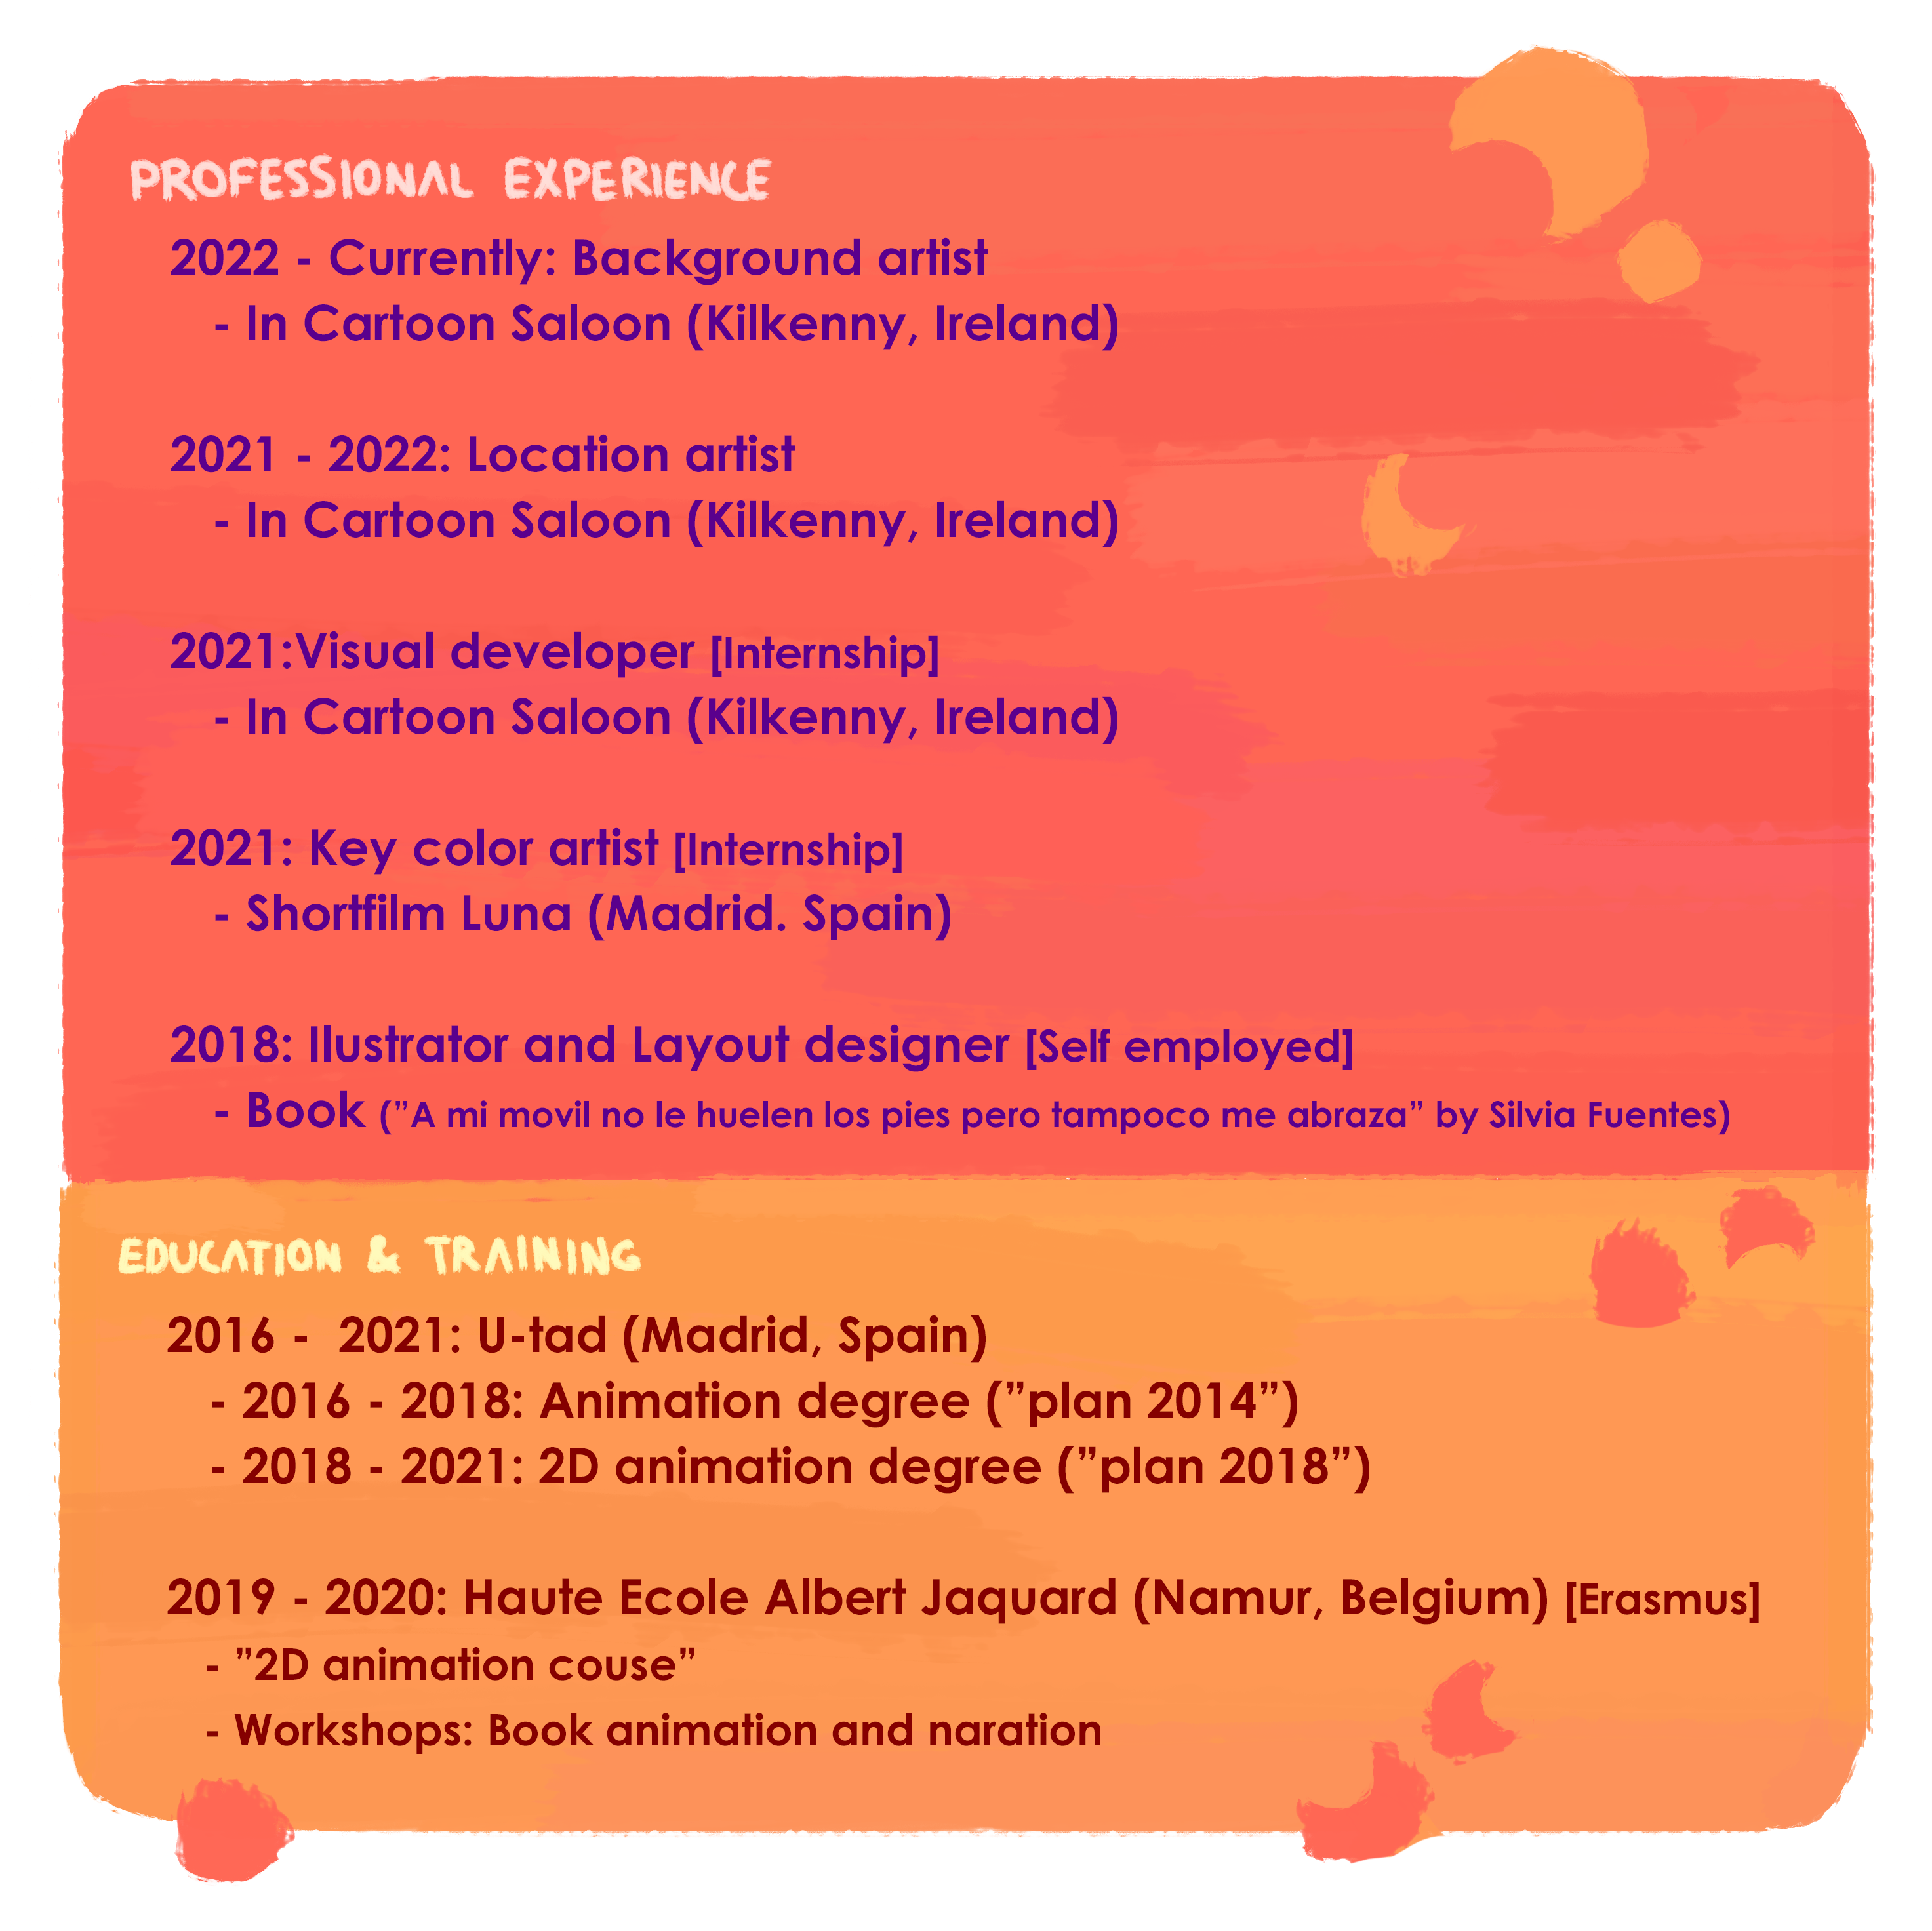 PROFESSIONAL EXPERIENCE
2022 - Currently: Background artist
- In Cartoon Saloon (Kilkenny, Ireland)
2021 - 2022: Location artist
- In Cartoon Saloon (Kilkenny, Ireland)
2021:Visual developer [Internship]
- In Cartoon Saloon (Kilkenny, Ireland)
2021: Key color artist [Internship]
- Shortfilm Luna (Madrid. Spain)
2018: Ilustrator and Layout designer [Self employed]
- Book (”A mi movil no le huelen los pies pero tampoco me abraza” by Silvia Fuentes)
EDUCATION & TRAINING
2016 - 2021: U-tad (Madrid, Spain)
- 2016 - 2018: Animation degree (”plan 2014”)
- 2018 - 2021: 2D animation degree (”plan 2018”)
2019 - 2020: Haute Ecole Albert Jaquard (Namur, Belgium) [Erasmus]
- ”2D animation couse”
- Workshops: Book animation and naration